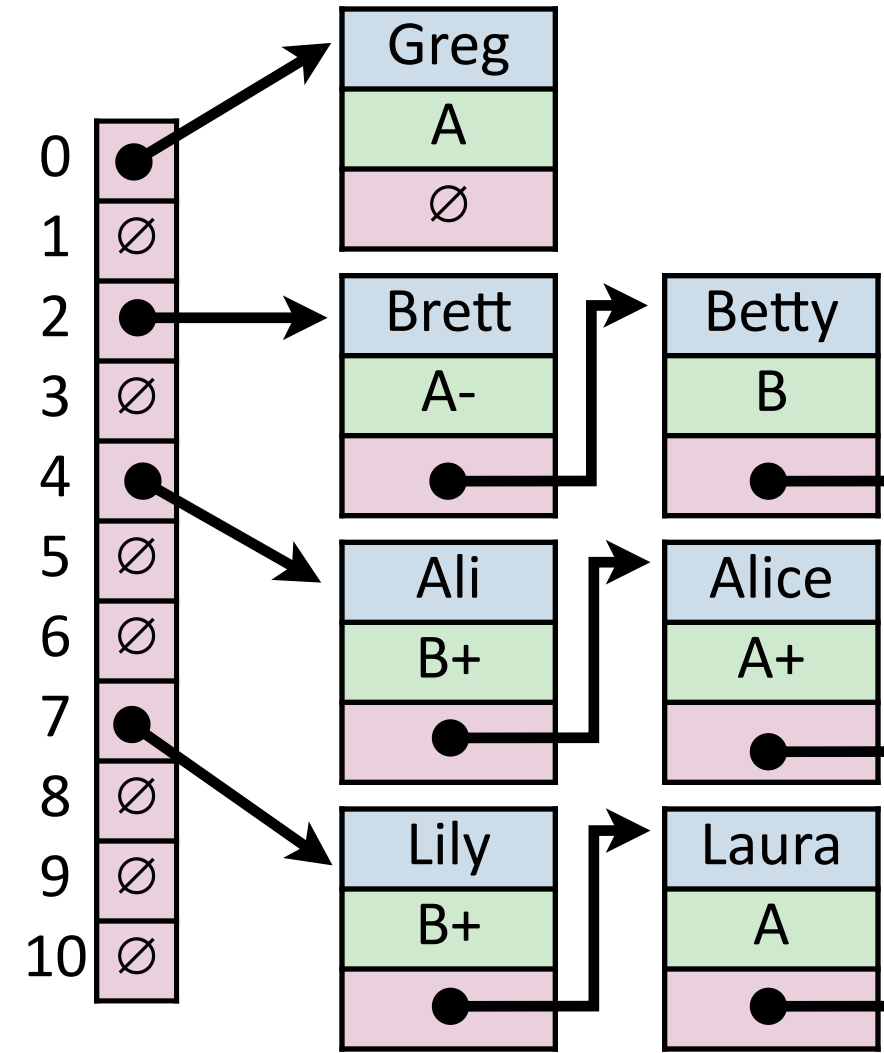 Greg
A
∅
0
1 ∅
2
3 ∅
4
5 ∅
6 ∅
7
8 ∅
9 ∅
10 ∅
Brett
A-
Betty
B
Ali
B+
Alice
A+
Lily
B+
Laura
A